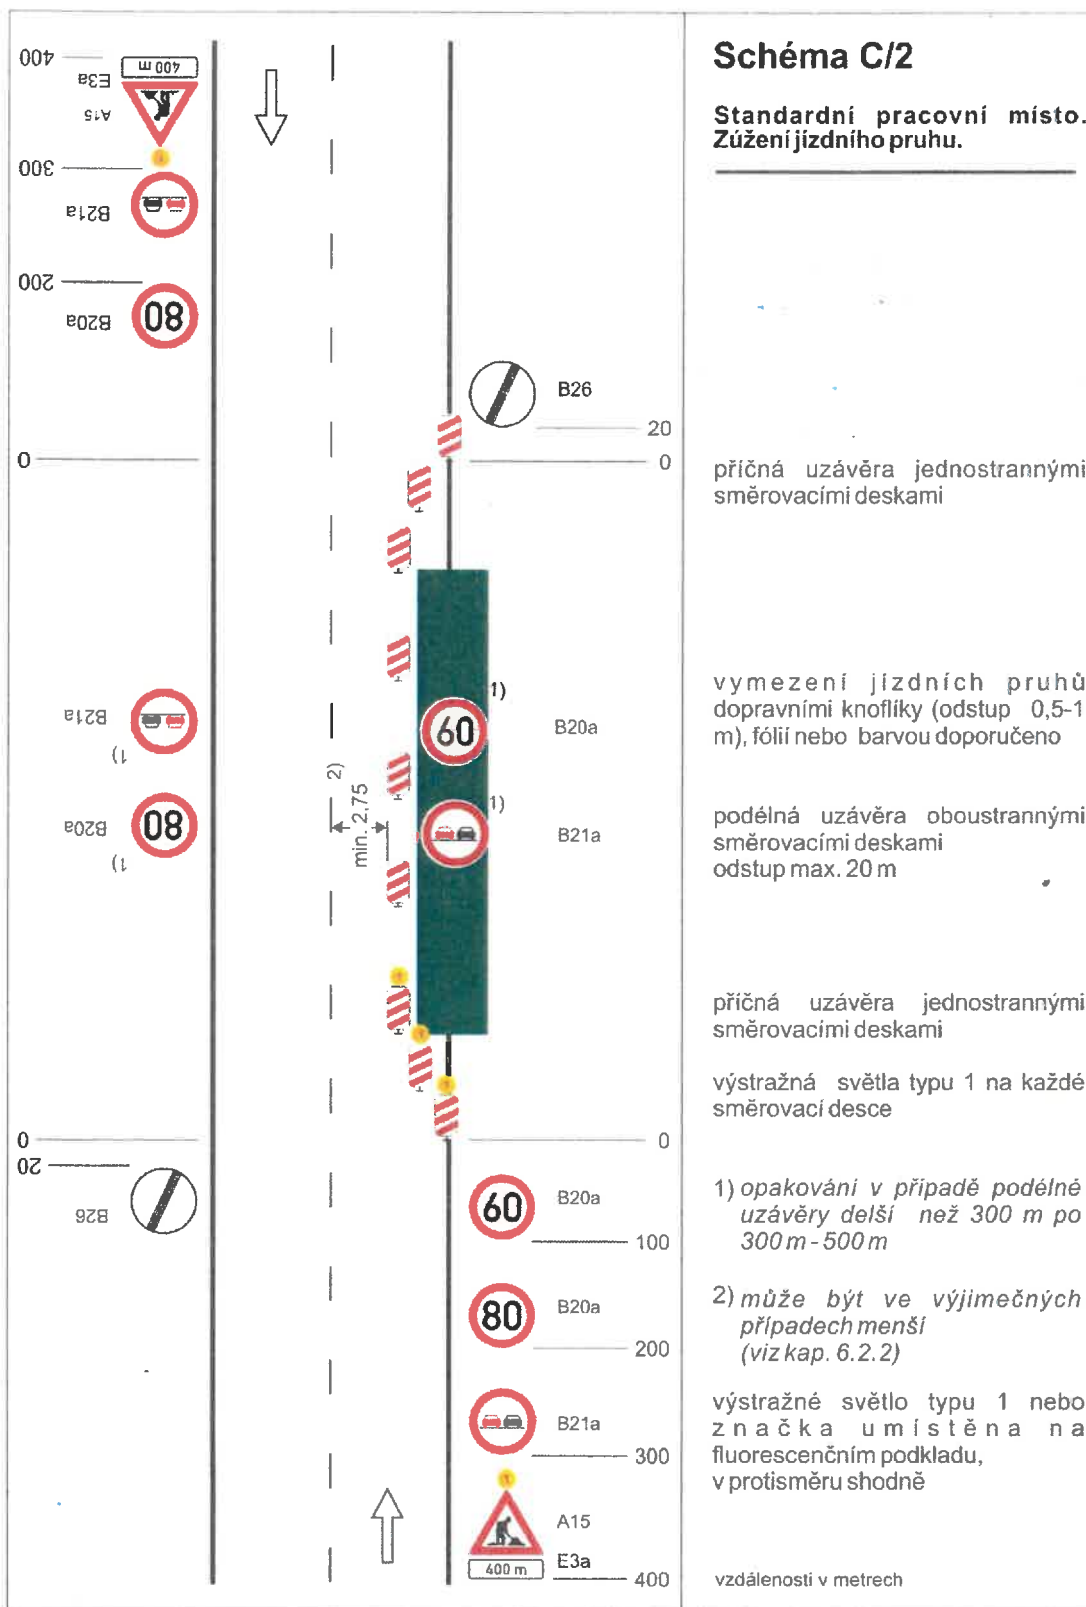 Schéma C/2
Standardní pracovní místo.
Zúžení jízdního pruhu.
400
400 m
E3a
A15
300
B21a
200
B20a
80
B26
20
0
0
příčná uzávěra jednostrannými
směrovacími deskami
B21a
1)
1)
60
B20a
vymezení jízdních pruhů
dopravními knoflíky (odstup 0,5-1
m), fólií nebo barvou doporučeno
B20a
80
1)
2)
min. 2,75
1)
B21a
podélná uzávěra oboustrannými
směrovacími deskami
odstup max. 20 m
příčná uzávěra jednostrannými
směrovacími deskami
výstražná světla typu 1 na každé
směrovací desce
0
0
20
B26
60
B20a
100
1) opakování v případě podélné
uzávěry delší než 300 m po
300 m - 500 m
80
B20a
200
2) může být ve výjimečných
případech menší
(viz kap. 6.2.2)
B21a
300
výstražné světlo typu 1 nebo
značka umístěna na
fluorescenčním podkladu,
v protisměru shodně
A15
E3a
400 m
400
vzdálenosti v metrech